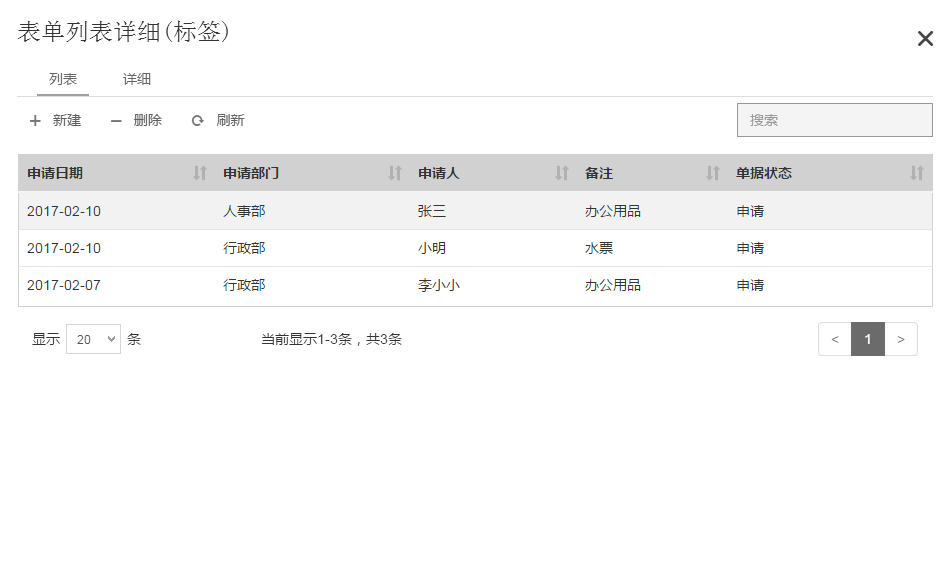 表单列表详细(标签)
列表 详细
新建 删除 刷新 搜索
申请日期 申请部门 申请人 备注 单据状态
2017-02-10 人事部 张三 办公用品 申请
2017-02-10 行政部 小明 水票 申请
2017-02-07 行政部 李小小 办公用品 申请
显示 20 条 当前显示1-3条，共3条 < 1 >